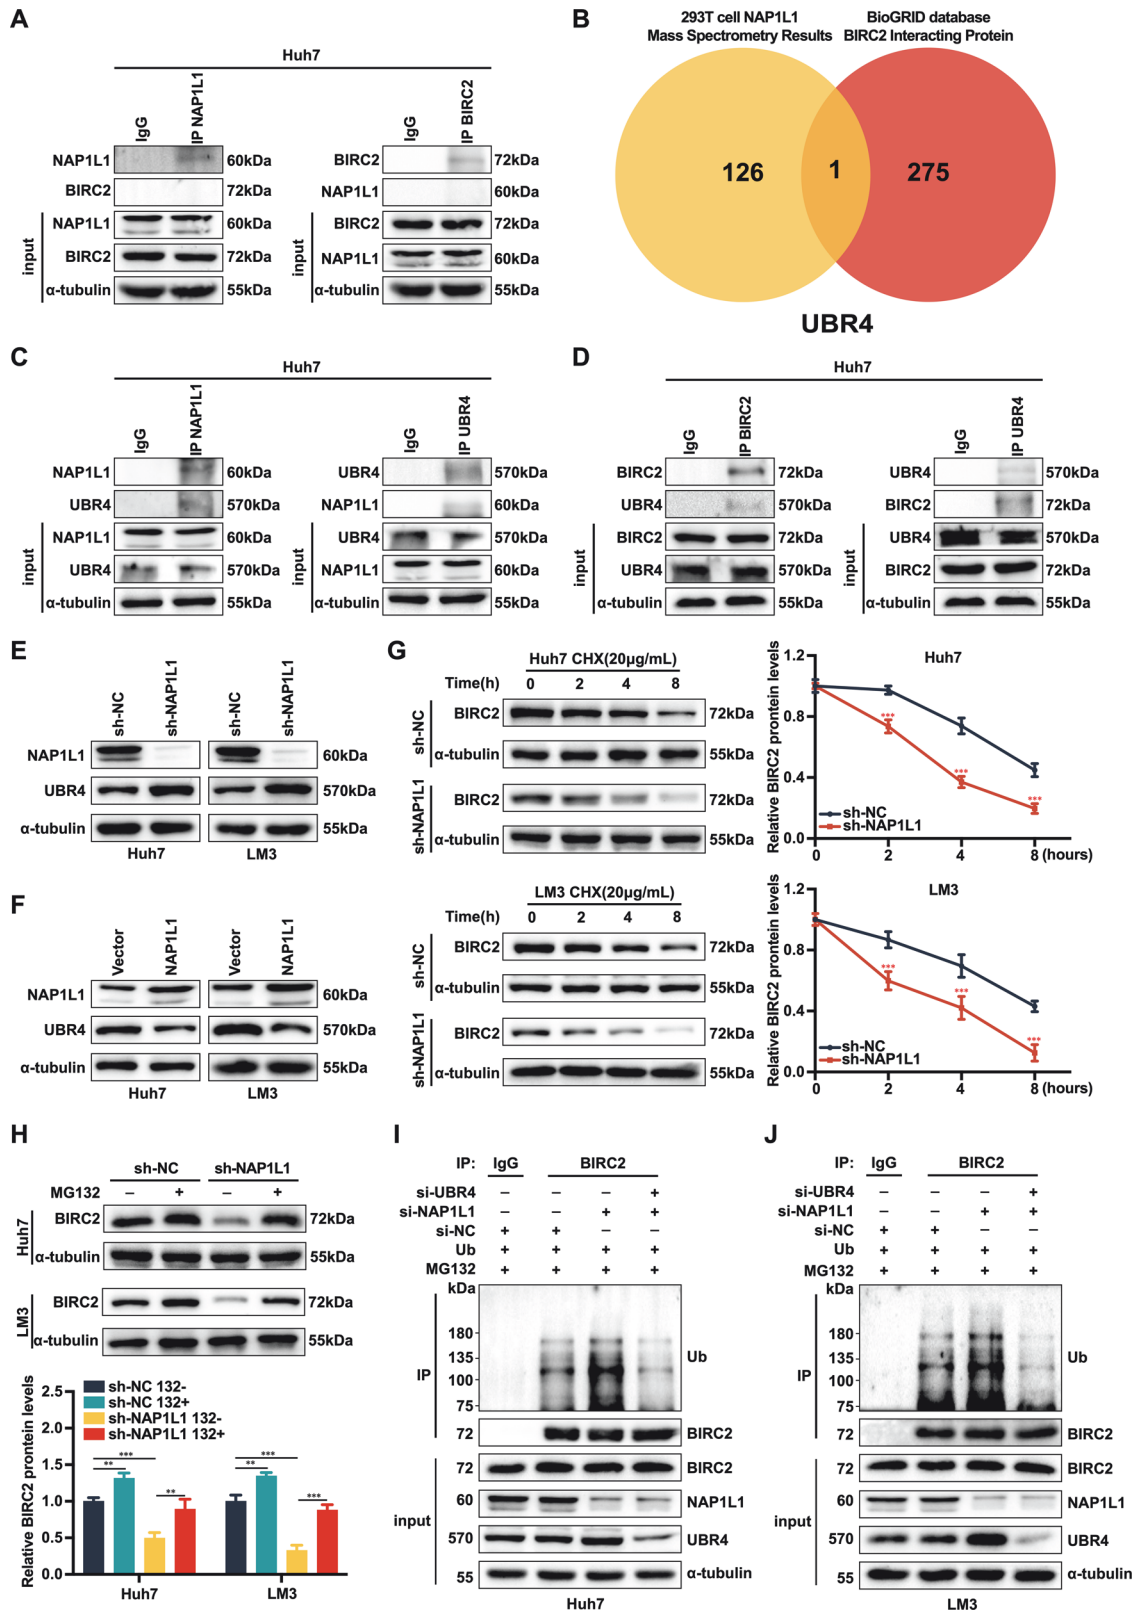 A
Huh7
IgG
IP NAP1L1
NAP1L1 60kDa
BIRC2 72kDa
input
NAP1L1 60kDa
BIRC2 72kDa
α-tubulin 55kDa
IgG
IP BIRC2
BIRC2 72kDa
NAP1L1 60kDa
BIRC2 72kDa
NAP1L1 60kDa
α-tubulin 55kDa
input
B
293T cell NAP1L1
Mass Spectrometry Results
BioGRID database
BIRC2 Interacting Protein
126
1
275
UBR4
C
Huh7
IgG
IP NAP1L1
NAP1L1 60kDa
UBR4 570kDa
input
NAP1L1 60kDa
UBR4 570kDa
α-tubulin 55kDa
IgG
IP UBR4
UBR4 570kDa
NAP1L1 60kDa
input
UBR4 570kDa
NAP1L1 60kDa
α-tubulin 55kDa
D
Huh7
IgG
IP BIRC2
BIRC2 72kDa
UBR4 570kDa
input
BIRC2 72kDa
UBR4 570kDa
α-tubulin 55kDa
IgG
IP UBR4
UBR4 570kDa
BIRC2 72kDa
input
UBR4 570kDa
BIRC2 72kDa
α-tubulin 55kDa
E
sh-NC
sh-NAP1L1
sh-NC
sh-NAP1L1
NAP1L1 60kDa
UBR4 570kDa
α-tubulin 55kDa
Huh7 LM3
F
Vector
NAP1L1
Vector
NAP1L1
NAP1L1 60kDa
UBR4 570kDa
α-tubulin 55kDa
Huh7 LM3
G
Huh7 CHX(20μg/mL)
Time(h) 0 2 4 8
sh-NC
BIRC2 72kDa
α-tubulin 55kDa
sh-NAP1L1
BIRC2 72kDa
α-tubulin 55kDa
Huh7
Relative BIRC2 prontein levels
1.2
0.8
0.4
0.0
***
***
***
sh-NC
sh-NAP1L1
0 2 4 8 (hours)
LM3 CHX(20μg/mL)
Time(h) 0 2 4 8
sh-NC
BIRC2 72kDa
α-tubulin 55kDa
sh-NAP1L1
BIRC2 72kDa
α-tubulin 55kDa
LM3
Relative BIRC2 prontein levels
1.2
0.8
0.4
0.0
***
***
***
sh-NC
sh-NAP1L1
0 2 4 8 (hours)
H
sh-NC sh-NAP1L1
MG132 – + – +
Huh7
BIRC2 72kDa
α-tubulin 55kDa
LM3
BIRC2 72kDa
α-tubulin 55kDa
Relative BIRC2 prontein levels
2.5
2.0
1.5
1.0
0.5
0.0
sh-NC 132-
sh-NC 132+
sh-NAP1L1 132-
sh-NAP1L1 132+
***
**
**
***
**
***
Huh7 LM3
I
IP: IgG BIRC2
si-UBR4 – – – +
si-NAP1L1 – – + +
si-NC + + – –
Ub + + + +
MG132 + + + +
kDa
IP
180
135
100
75
Ub
72 BIRC2
input
72 BIRC2
60 NAP1L1
570 UBR4
55 α-tubulin
Huh7
J
IP: IgG BIRC2
si-UBR4 – – – +
si-NAP1L1 – – + +
si-NC + + – –
Ub + + + +
MG132 + + + +
kDa
IP
180
135
100
75
Ub
72 BIRC2
input
72 BIRC2
60 NAP1L1
570 UBR4
55 α-tubulin
LM3